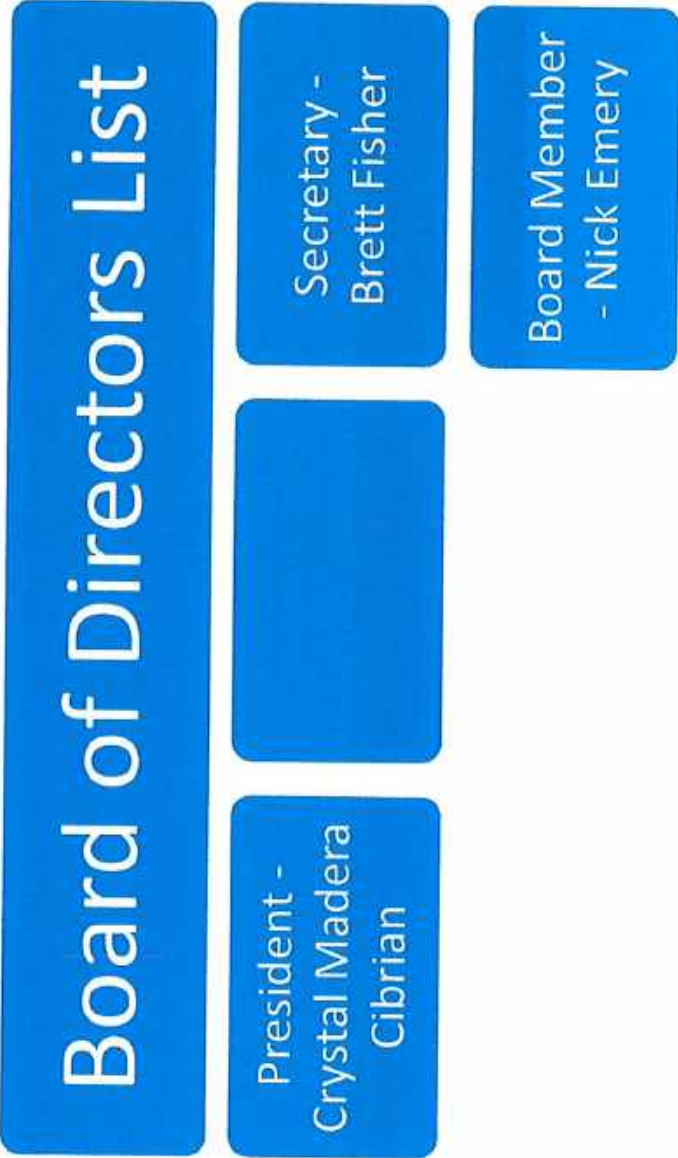 Board of Directors List
President -
Crystal Madera
Cibrian
Secretary -
Brett Fisher
Board Member
- Nick Emery